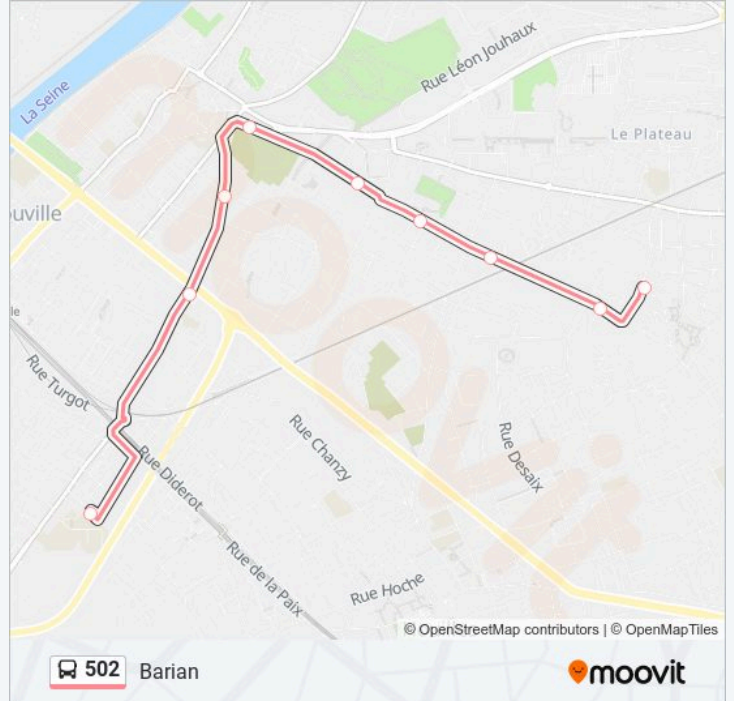 La Seine
Rue Léon Jouhaux
Le Plateau
ouville
lle
Rue Turgot
Rue Diderot
Rue Chanzy
Rue Desaix
Rue de la Paix
Rue Hoche
© OpenStreetMap contributors | © OpenMapTiles
502 Barian
moovit